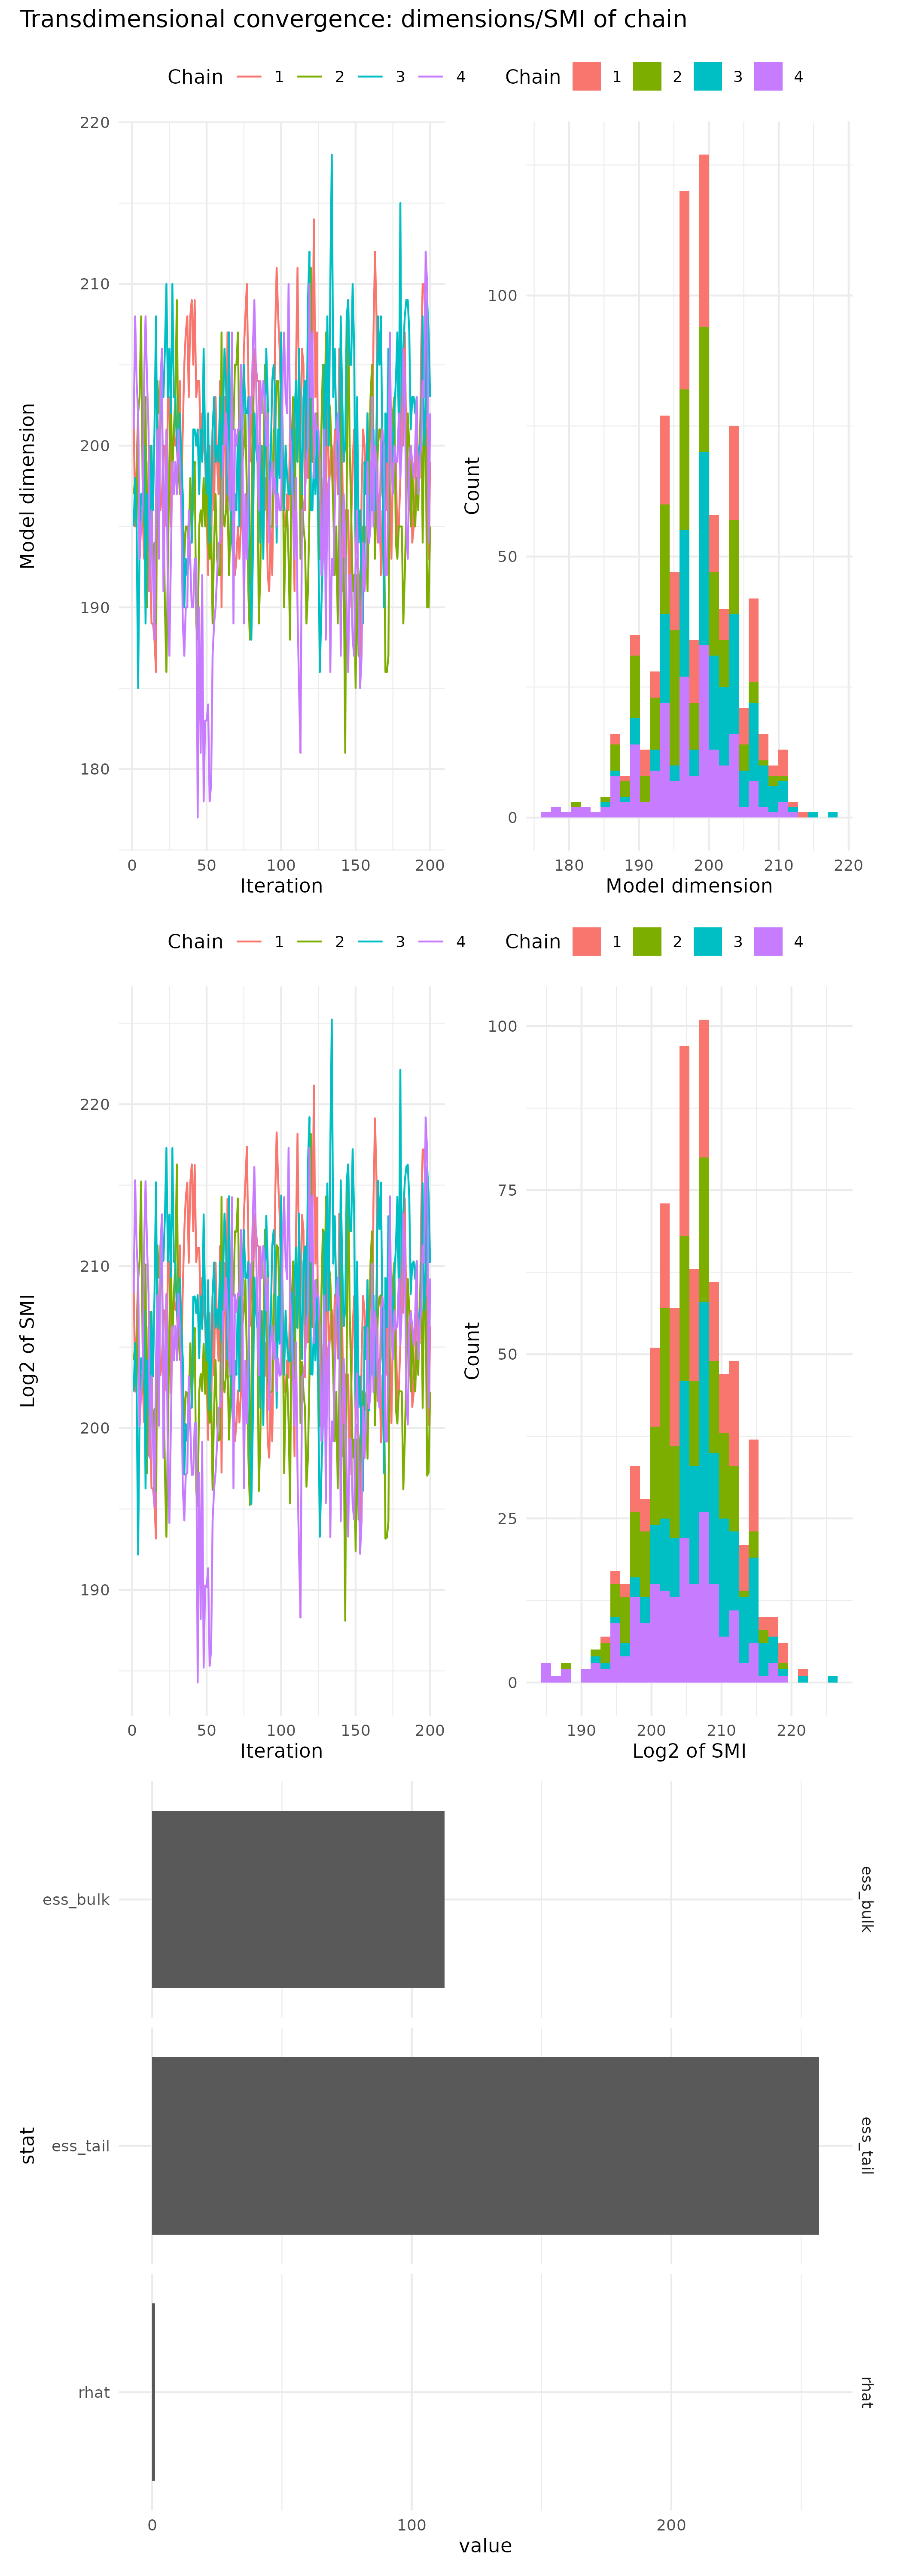 Transdimensional convergence: dimensions/SMI of chain
Chain 1 2 3 4
Chain 1 2 3 4
220
210
200
190
180
Model dimension
0 50 100 150 200
Iteration
100
50
0
Count
180 190 200 210 220
Model dimension
Chain 1 2 3 4
Chain 1 2 3 4
220
210
200
190
Log2 of SMI
0 50 100 150 200
Iteration
100
75
50
25
0
Count
190 200 210 220
Log2 of SMI
stat
ess_bulk
ess_bulk
ess_tail
ess_tail
rhat
rhat
0 100 200
value